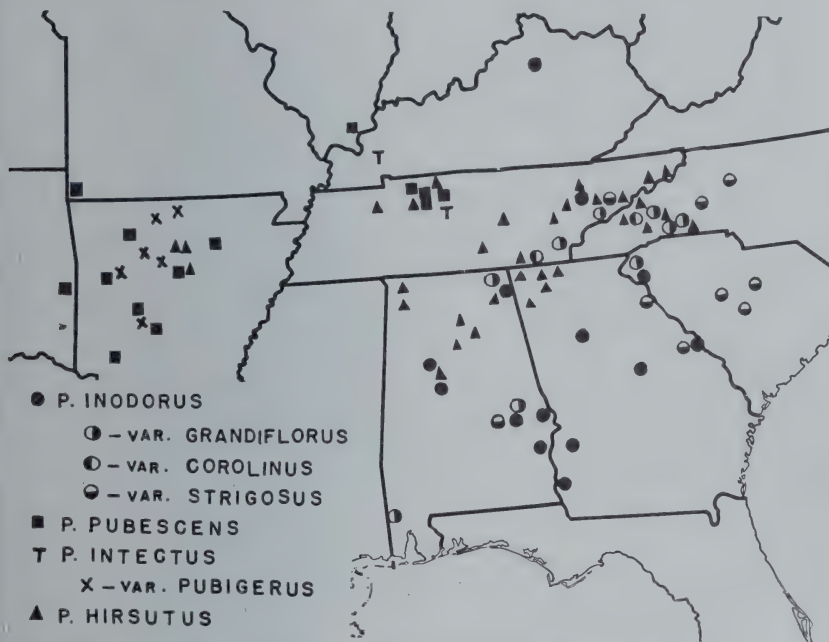 ● P. INODORUS
◑ – VAR. GRANDIFLORUS
◐ – VAR. COROLINUS
◒ – VAR. STRIGOSUS
■ P. PUBESCENS
T P. INTECTUS
X – VAR. PUBIGERUS
▲ P. HIRSUTUS